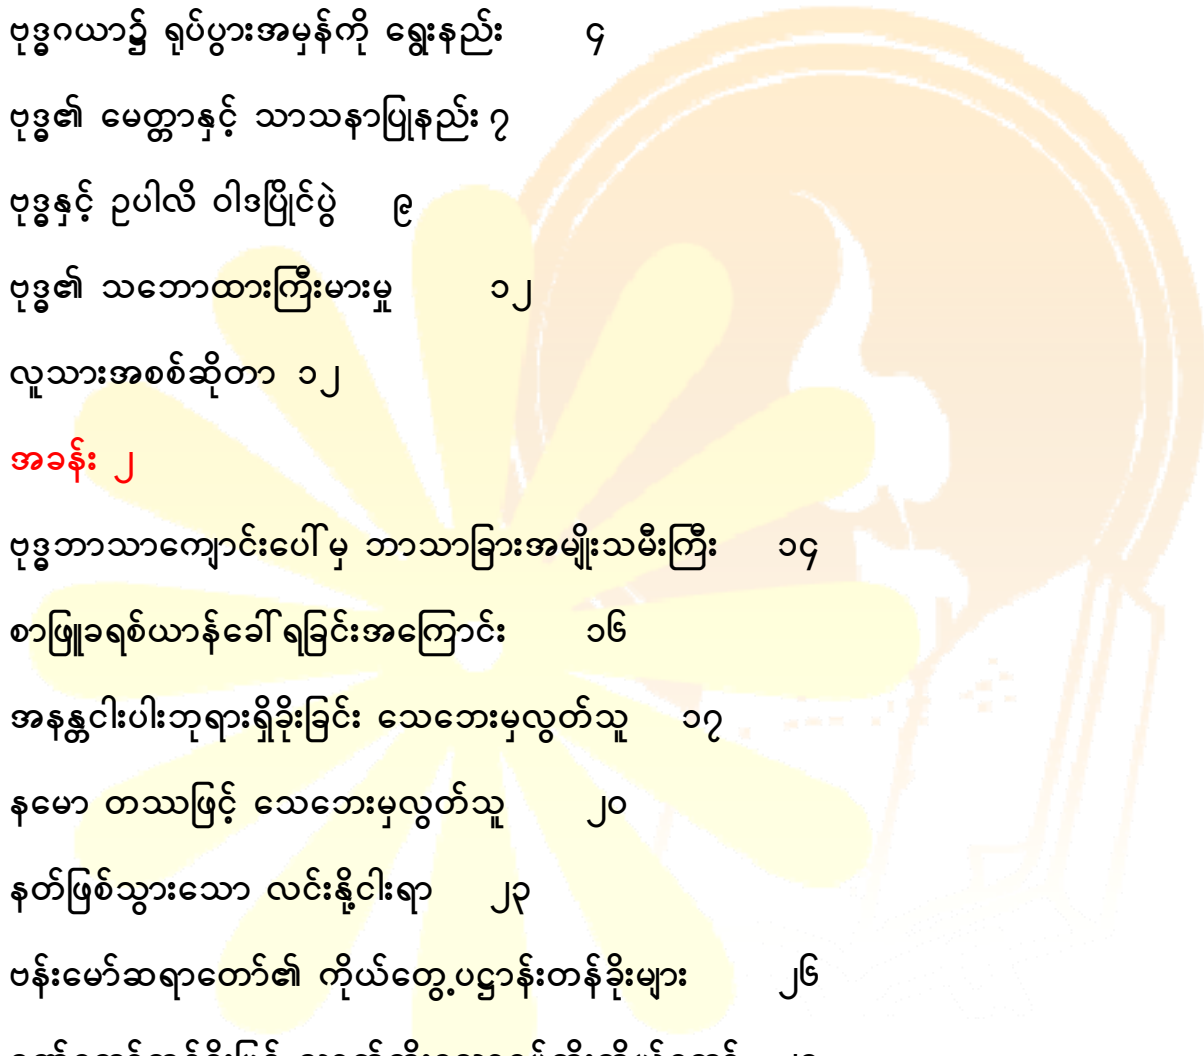 ဗုဒ္ဓဂယာ၌ ရုပ်ပွားအမှန်ကို ရွေးနည်း ၄
ဗုဒ္ဓ၏ မေတ္တာနှင့် သာသနာပြုနည်း ၇
ဗုဒ္ဓနှင့် ဥပါလိ ဝါဒပြိုင်ပွဲ ၉
ဗုဒ္ဓ၏ သဘောထားကြီးမားမှု ၁၂
လူသားအစစ်ဆိုတာ ၁၂
အခန်း ၂
ဗုဒ္ဓဘာသာကျောင်းပေါ်မှ ဘာသာခြားအမျိုးသမီးကြီး ၁၄
စာဖြူခရစ်ယာန်ခေါ်ရခြင်းအကြောင်း ၁၆
အနန္တငါးပါးဘုရားရှိခိုးခြင်း သေဘေးမှလွတ်သူ ၁၇
နမော တဿဖြင့် သေဘေးမှလွတ်သူ ၂၀
နတ်ဖြစ်သွားသော လင်းနို့ငါးရာ ၂၃
ဗန်းမော်ဆရာတော်၏ ကိုယ်တွေ့ပဋ္ဌာန်းတန်ခိုးများ ၂၆